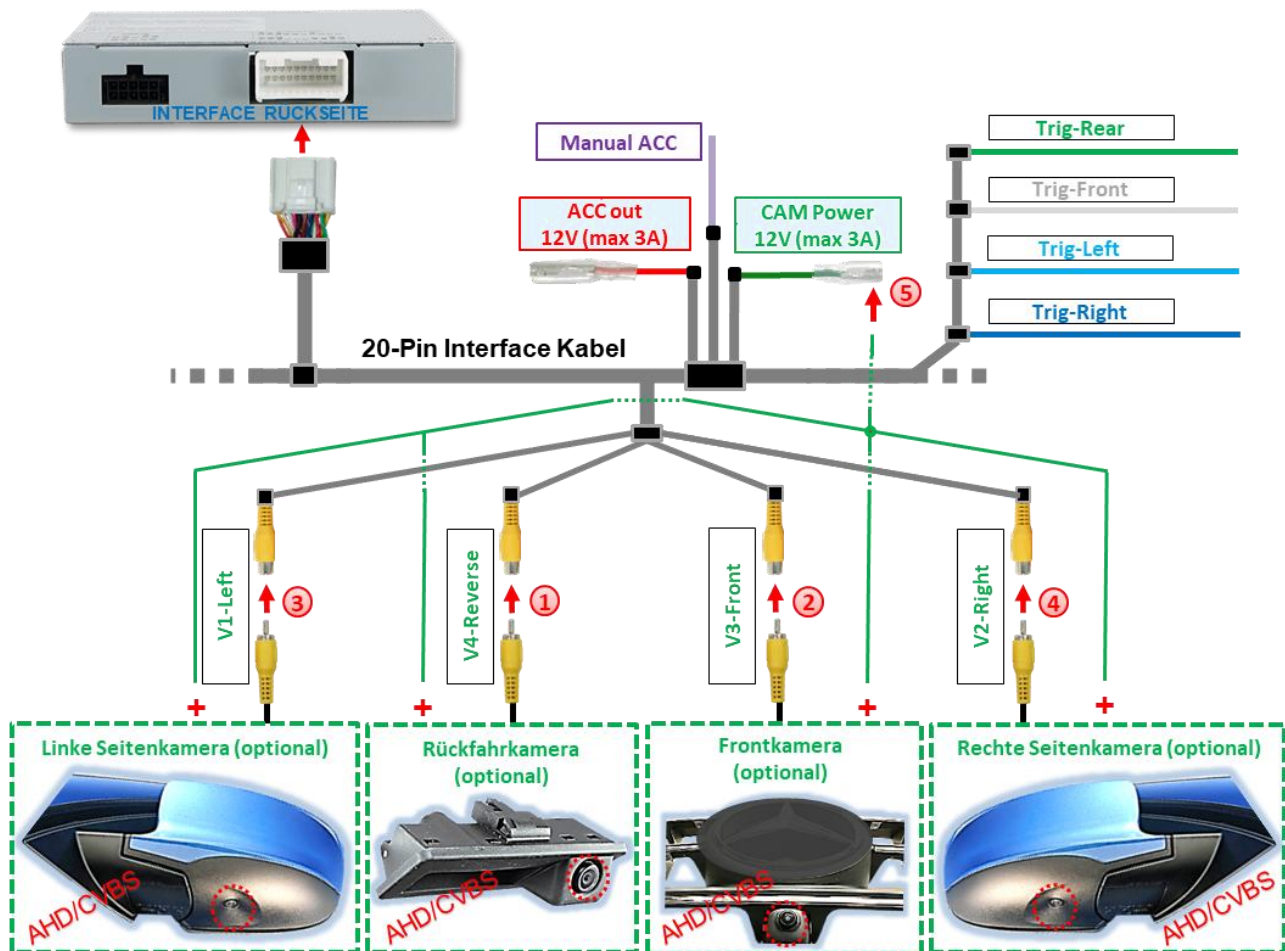 INTERFACE RÜCKSEITE
Manual ACC
ACC out
12V (max 3A)
CAM Power
12V (max 3A)
Trig-Rear
Trig-Front
Trig-Left
Trig-Right
5
20-Pin Interface Kabel
V1-Left
3
V4-Reverse
1
V3-Front
2
V2-Right
4
+
+
+
+
Linke Seitenkamera (optional)
AHD/CVBS
Rückfahrkamera
(optional)
AHD/CVBS
Frontkamera
(optional)
AHD/CVBS
Rechte Seitenkamera (optional)
AHD/CVBS